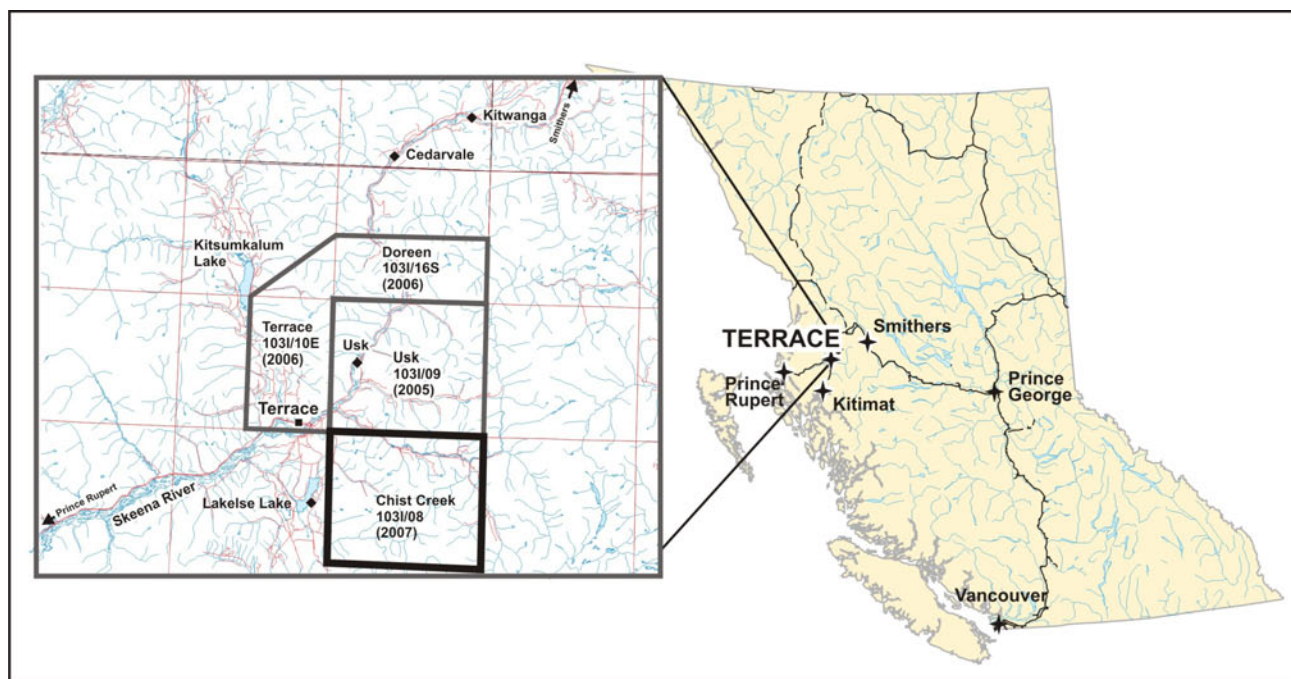 Kitwanga
Smithers
Cedarvale
Kitsumkalum
Lake
Doreen
103I/16S
(2006)
Terrace
103I/10E
(2006)
Usk
Usk
103I/09
(2005)
Terrace
Prince Rupert
Skeena River
Lakelse Lake
Chist Creek
103I/08
(2007)
TERRACE
Smithers
Prince
Rupert
Kitimat
Prince
George
Vancouver